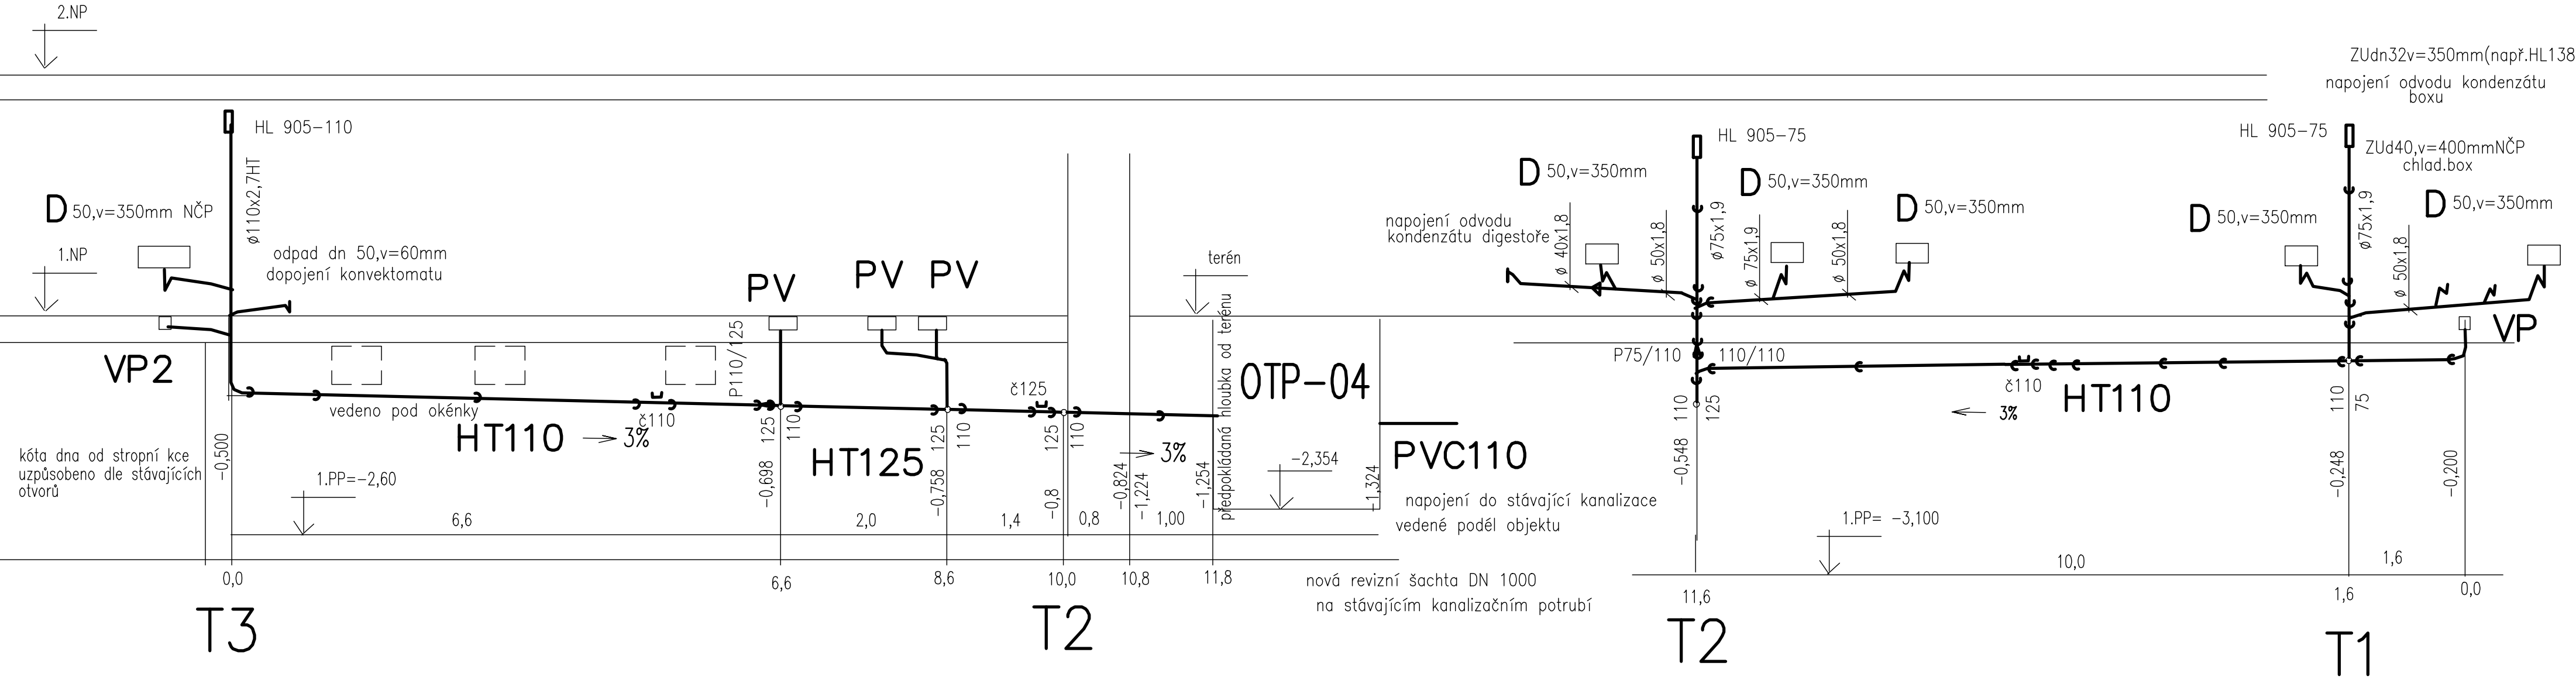 2.NP
HL 905-110
ø110x2,7HT
D 50,v=350mm NČP
1.NP
odpad dn 50,v=60mm
dopojení konvektomatu
VP2
PV
PV
PV
P110/125
vedeno pod okénky
č110
HT110
3%
HT125
č125
125
110
125
110
125
110
kóta dna od stropní kce
uzpůsobeno dle stávajících
otvorů
-0,500
1.PP=-2,60
-0,698
-0,758
-0,8
-0,824
-1,224
-1,254
3%
6,6
2,0
1,4
0,8
1,00
0,0
6,6
8,6
10,0
10,8
11,8
T3
T2
terén
předpokládaná hloubka od terénu
OTP-04
-2,354
-1,324
PVC110
napojení do stávající kanalizace
vedené podél objektu
nová revizní šachta DN 1000
na stávajícím kanalizačním potrubí
HL 905-75
D 50,v=350mm
D 50,v=350mm
D 50,v=350mm
napojení odvodu
kondenzátu digestoře
ø 40x1,8
ø 50x1,8
ø75x1,9
ø 75x1,9
ø 50x1,8
P75/110
110/110
110
125
-0,548
č110
HT110
3%
1.PP= -3,100
10,0
1,6
11,6
1,6
0,0
T2
T1
ZUdn32v=350mm(např.HL138
napojení odvodu kondenzátu
boxu
HL 905-75
ZUd40,v=400mmNČP
chlad.box
D 50,v=350mm
D 50,v=350mm
ø75x1,9
ø 50x1,8
VP
110
75
-0,248
-0,200